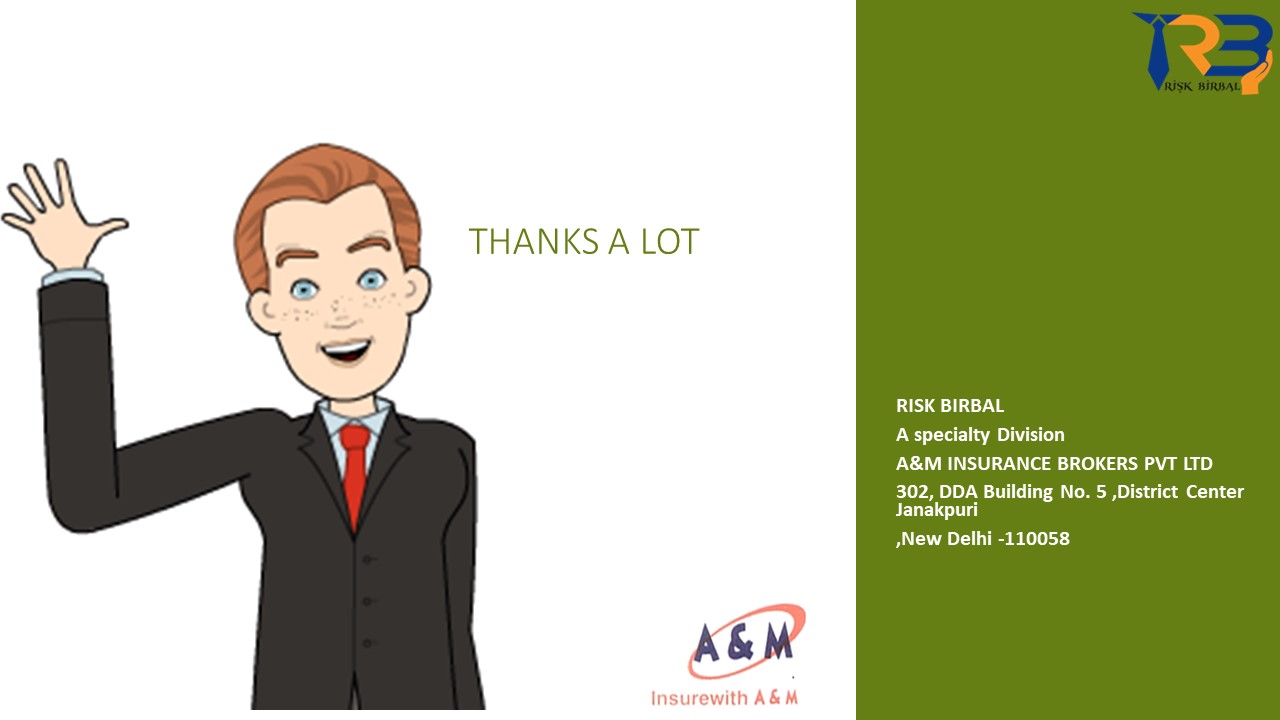 RISK BIRBAL
THANKS A LOT
RISK BIRBAL
A specialty Division
A&M INSURANCE BROKERS PVT LTD
302, DDA Building No. 5 ,District Center
Janakpuri
,New Delhi -110058
A & M
Insurewith A & M